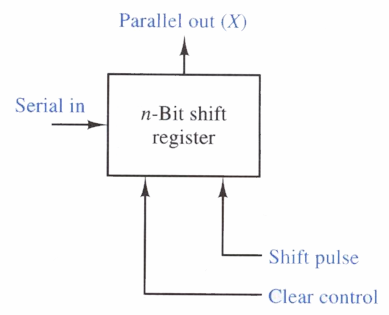 Parallel out (X)
Serial in
n-Bit shift
register
Shift pulse
Clear control